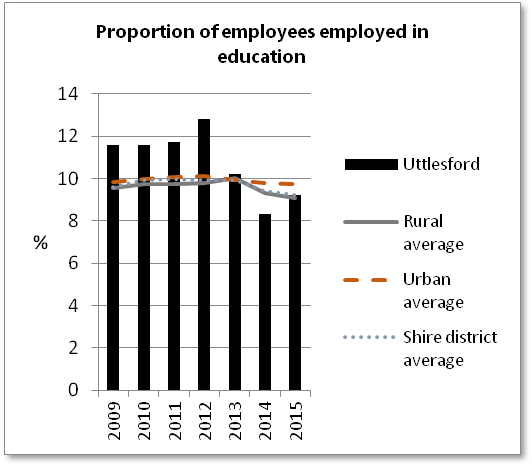 Proportion of employees employed in
education
14
12
10
8
6
4
2
0
%
2009
2010
2011
2012
2013
2014
2015
Uttlesford
Rural
average
Urban
average
Shire district
average